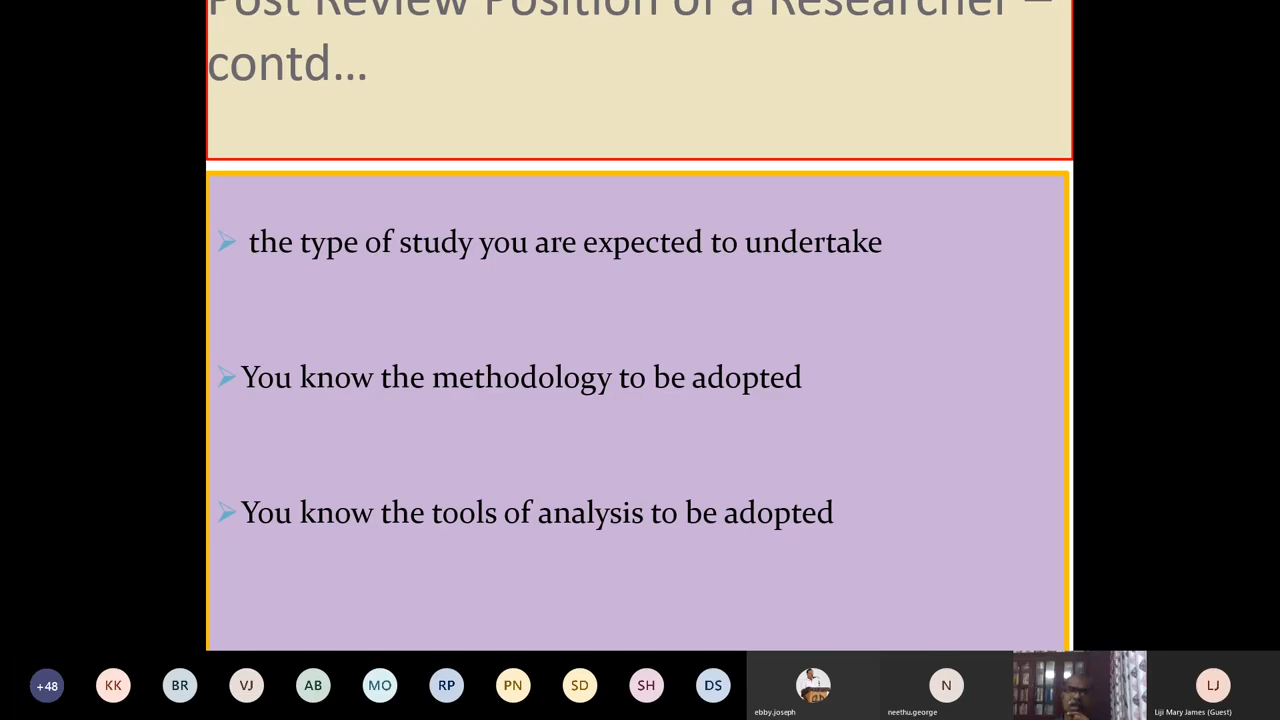 Post Review Position of a Researcher –
contd...
the type of study you are expected to undertake
You know the methodology to be adopted
You know the tools of analysis to be adopted
+48 KK BR VJ AB MO RP PN SD SH DS N LJ
ebby.joseph neethu.george Liji Mary James (Guest)